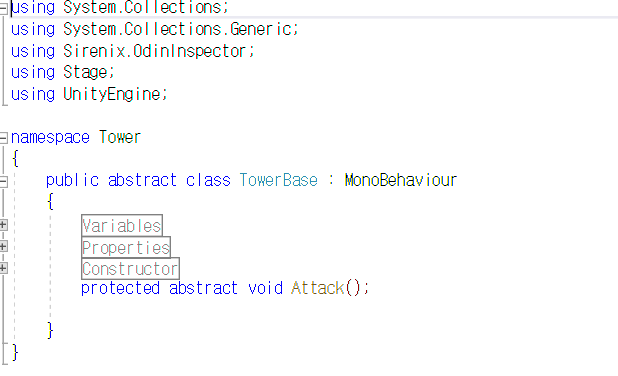 using System.Collections;
using System.Collections.Generic;
using Sirenix.OdinInspector;
using Stage;
using UnityEngine;
namespace Tower
{
public abstract class TowerBase : MonoBehaviour
{
Variables
Properties
Constructor
protected abstract void Attack();
}
}